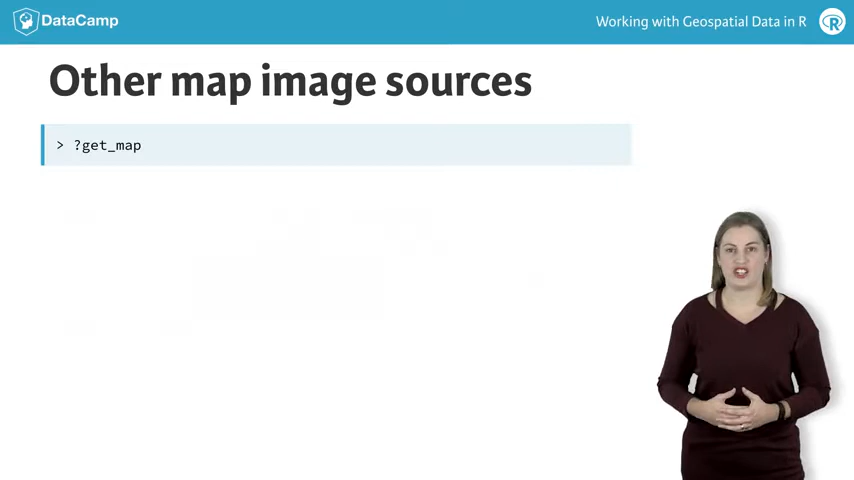 DataCamp
Working with Geospatial Data in R
R
Other map image sources
> ?get_map